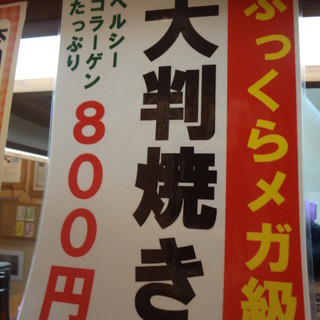 ふっくらメガ級
大判焼き
ヘルシー
コラーゲン
たっぷり
800円